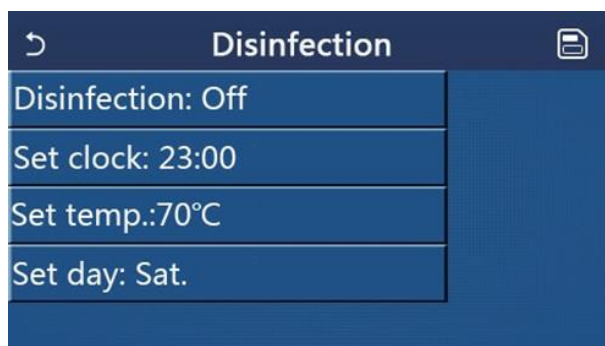 Disinfection
Disinfection: Off
Set clock: 23:00
Set temp.:70℃
Set day: Sat.